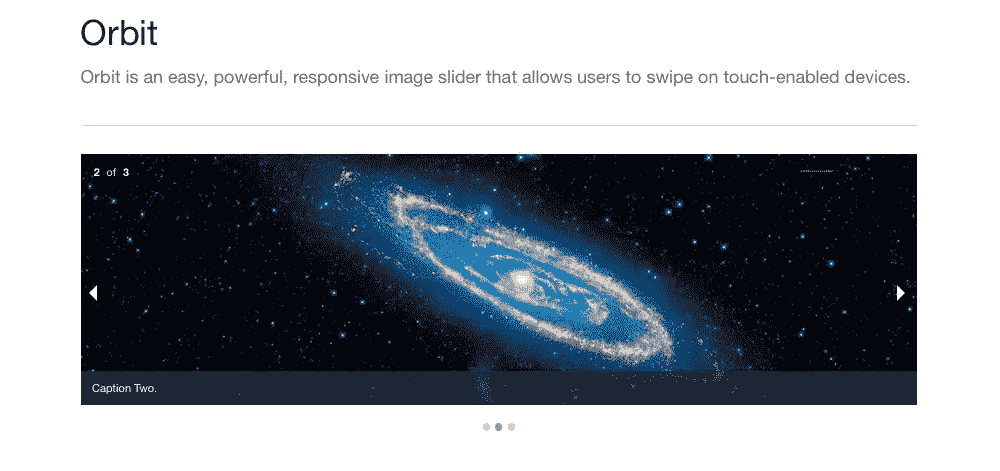 Orbit
Orbit is an easy, powerful, responsive image slider that allows users to swipe on touch-enabled devices.
2 of 3
Caption Two.